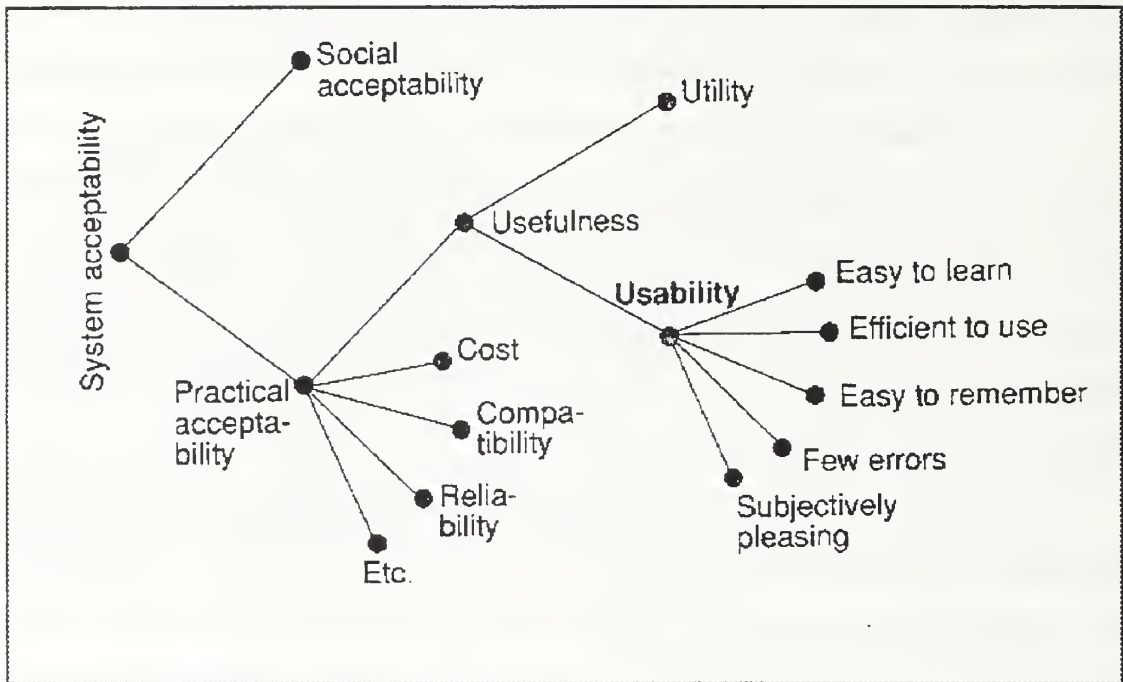 System acceptability
Social
acceptability
Practical
accepta-
bility
Usefulness
Cost
Compa-
tibility
Relia-
bility
Etc.
Utility
Usability
Easy to learn
Efficient to use
Easy to remember
Few errors
Subjectively
pleasing